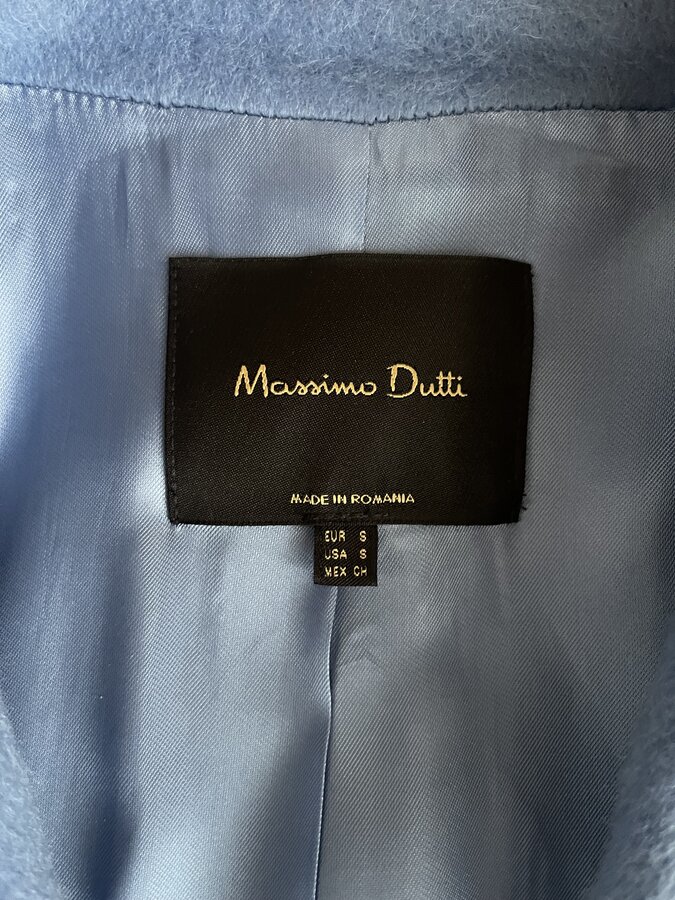 Massimo Dutti
MADE IN ROMANIA
EUR S
USA S
MEX CH